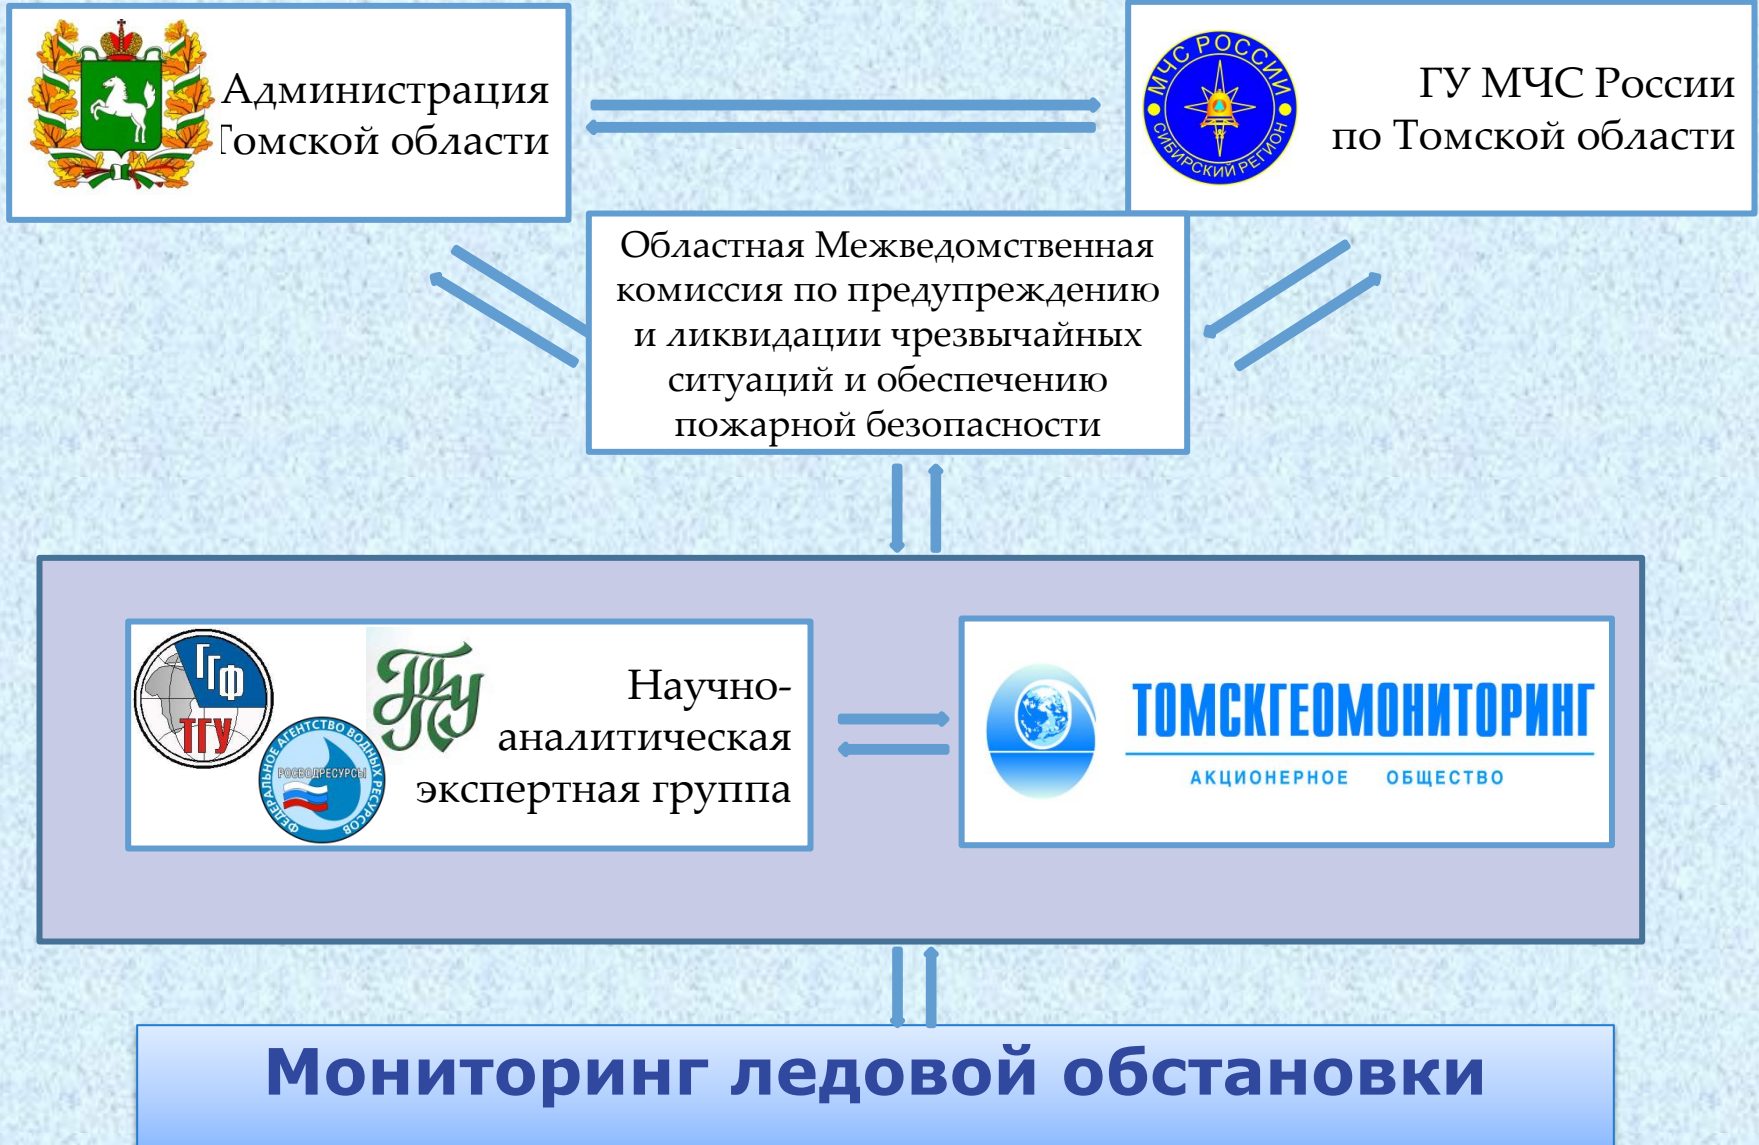 Администрация
Томской области
МЧС РОССИИ
СИБИРСКИЙ РЕГИОН
ГУ МЧС России
по Томской области
Областная Межведомственная
комиссия по предупреждению
и ликвидации чрезвычайных
ситуаций и обеспечению
пожарной безопасности
ГГФ
ТГУ
ФЕДЕРАЛЬНОЕ АГЕНТСТВО ВОДНЫХ РЕСУРСОВ
РОСВОДРЕСУРСЫ
Научно-
аналитическая
экспертная группа
ТОМСКГЕОМОНИТОРИНГ
АКЦИОНЕРНОЕ ОБЩЕСТВО
Мониторинг ледовой обстановки